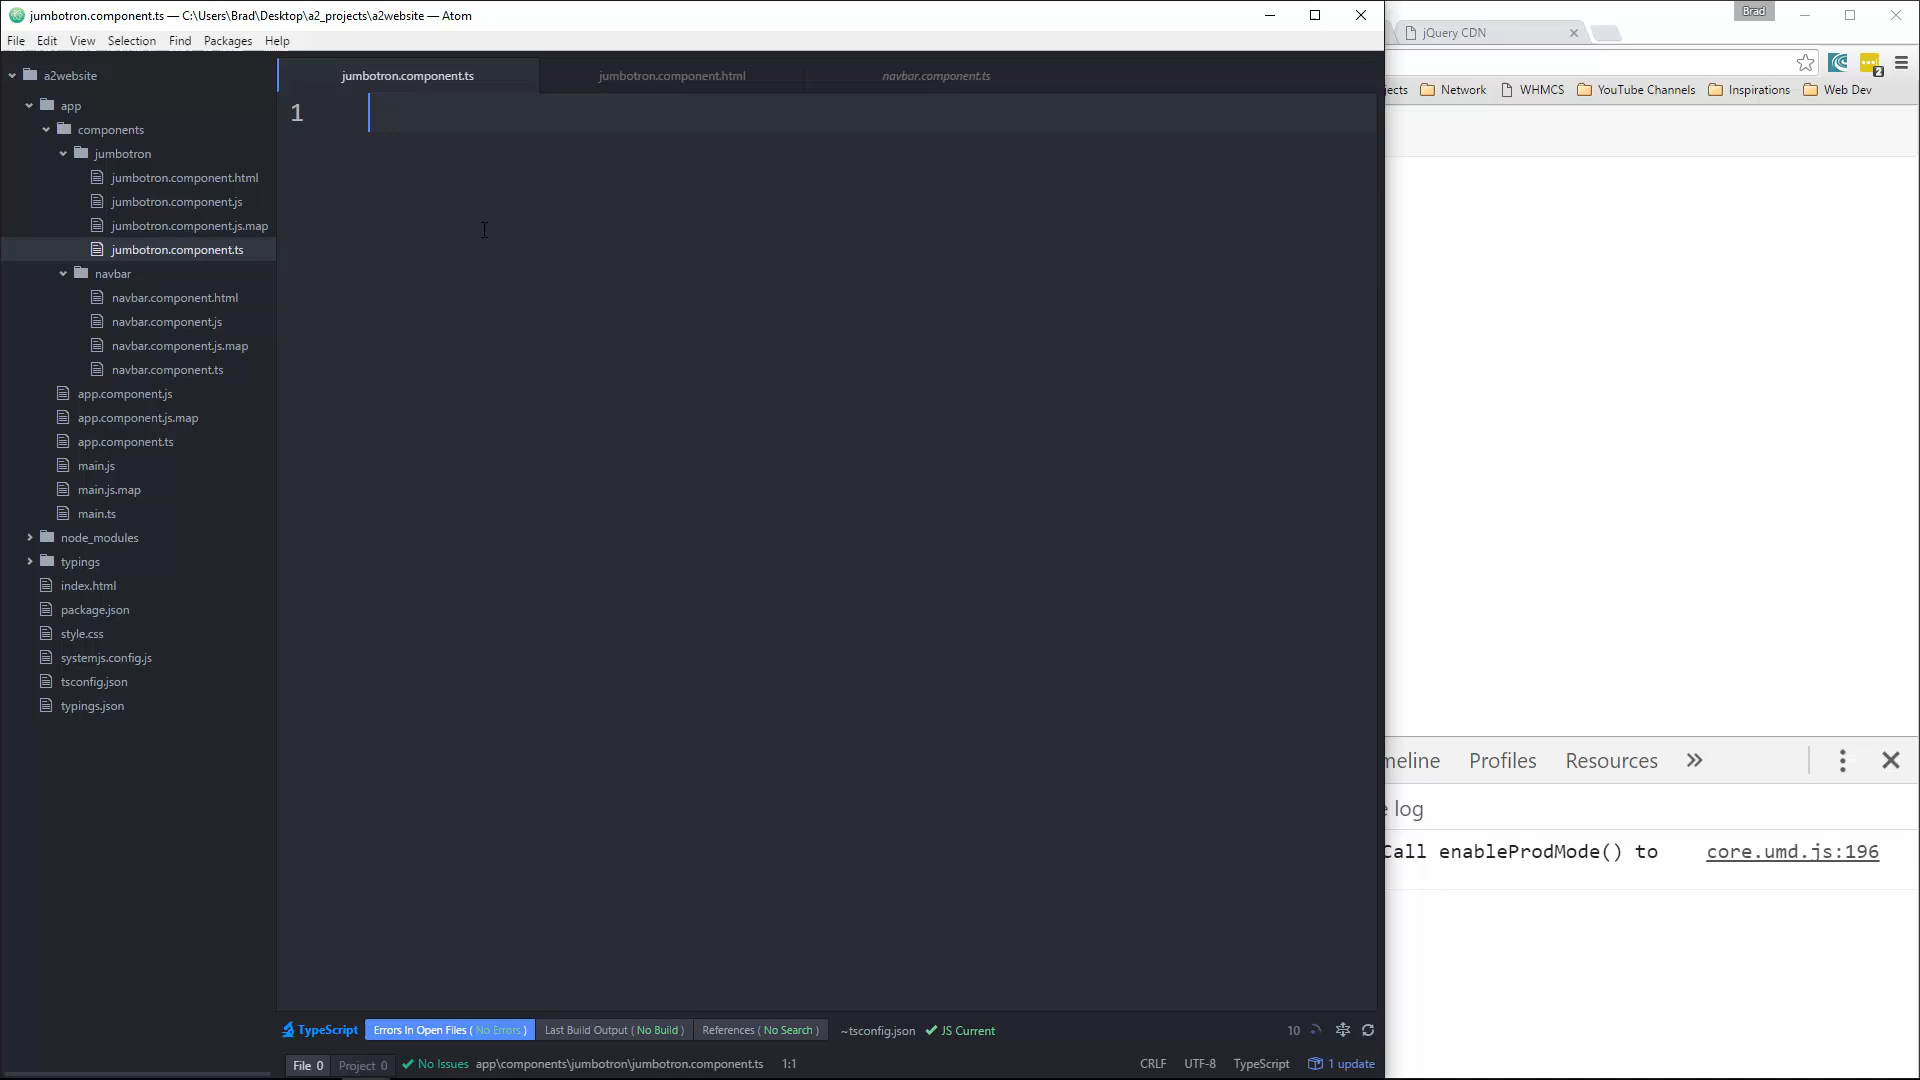 jumbotron.component.ts — C:\Users\Brad\Desktop\a2_projects\a2website — Atom
File Edit View Selection Find Packages Help
a2website
app
components
jumbotron
jumbotron.component.html
jumbotron.component.js
jumbotron.component.js.map
jumbotron.component.ts
navbar
navbar.component.html
navbar.component.js
navbar.component.js.map
navbar.component.ts
app.component.js
app.component.js.map
app.component.ts
main.js
main.js.map
main.ts
node_modules
typings
index.html
package.json
style.css
systemjs.config.js
tsconfig.json
typings.json
jumbotron.component.ts jumbotron.component.html navbar.component.ts
1
TypeScript Errors In Open Files ( No Errors ) Last Build Output ( No Build ) References ( No Search ) ~tsconfig.json JS Current 10
File 0 Project 0 No Issues app\components\jumbotron\jumbotron.component.ts 1:1 CRLF UTF-8 TypeScript 1 update
Brad
jQuery CDN
2
jects Network WHMCS YouTube Channels Inspirations Web Dev
meline Profiles Resources »
e log
Call enableProdMode() to core.umd.js:196